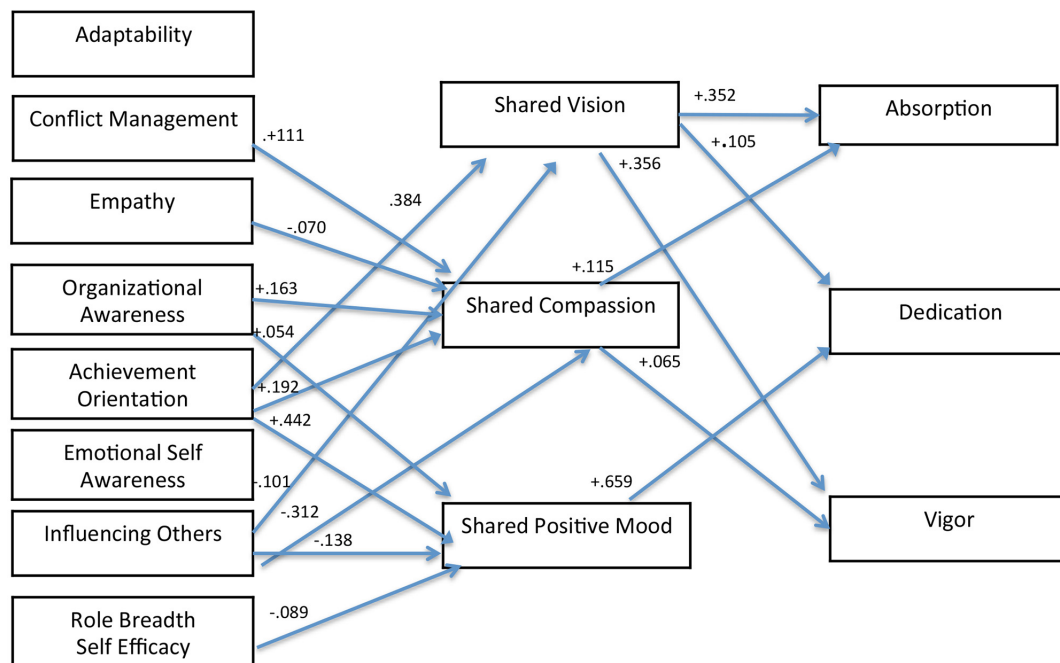 Adaptability
Conflict Management
Empathy
Organizational
Awareness
Achievement
Orientation
Emotional Self
Awareness
Influencing Others
Role Breadth
Self Efficacy
.+111
-.070
+.163
+.054
.384
+.192
+.442
-.101
-.312
-.138
-.089
Shared Vision
Shared Compassion
Shared Positive Mood
+.352
+.105
+.356
+.115
+.065
+.659
Absorption
Dedication
Vigor